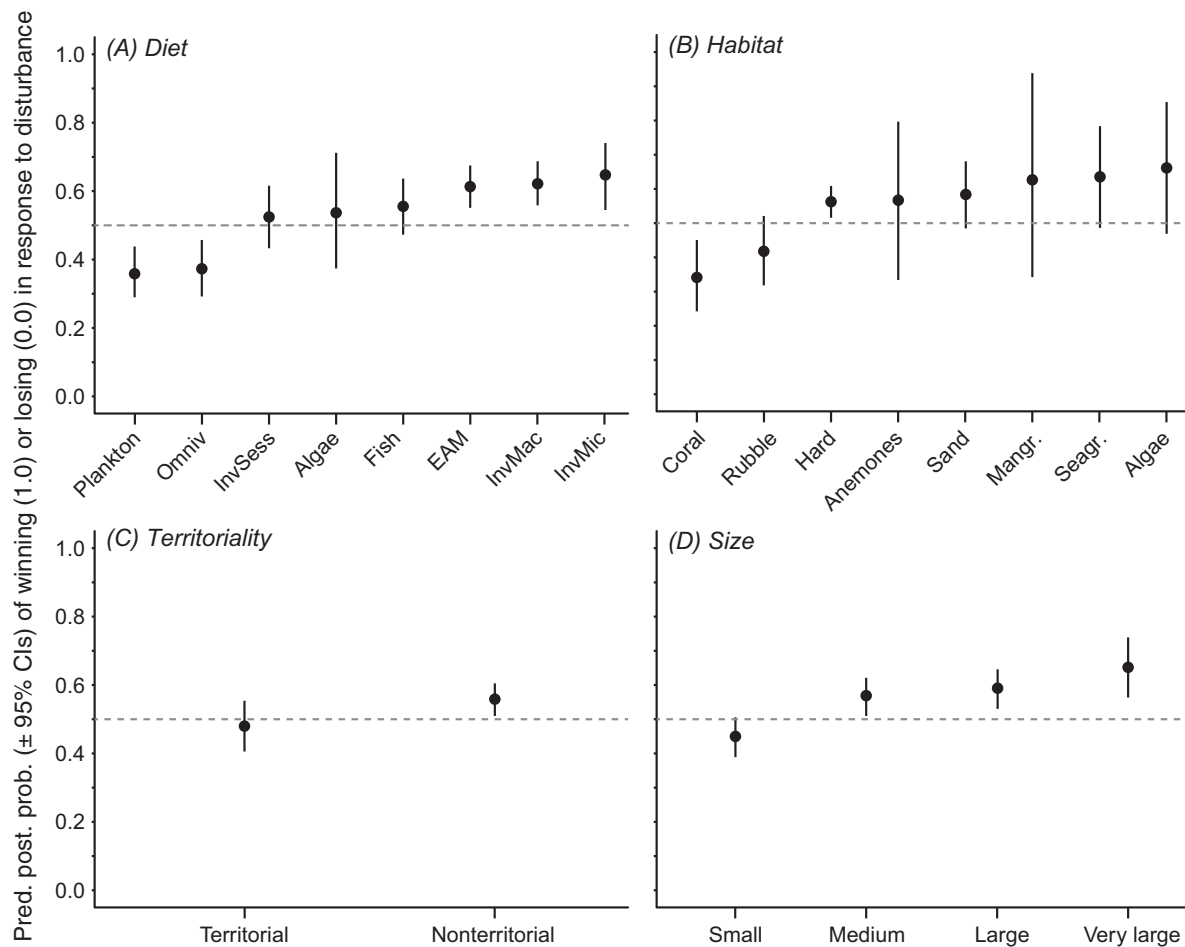 Pred. post. prob. (± 95% CIs) of winning (1.0) or losing (0.0) in response to disturbance
(A) Diet
1.0
0.8
0.6
0.4
0.2
0.0
Plankton
Omniv
InvSess
Algae
Fish
EAM
InvMac
InvMic
(B) Habitat
Coral
Rubble
Hard
Anemones
Sand
Mangr.
Seagr.
Algae
(C) Territoriality
1.0
0.8
0.6
0.4
0.2
0.0
Territorial
Nonterritorial
(D) Size
Small
Medium
Large
Very large